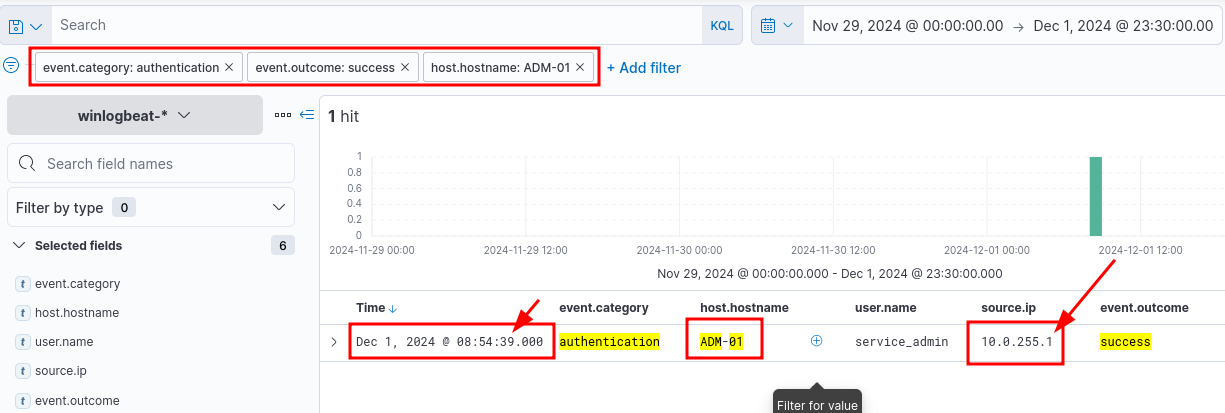 Search KQL Nov 29, 2024 @ 00:00:00.00 → Dec 1, 2024 @ 23:30:00.00
event.category: authentication × event.outcome: success × host.hostname: ADM-01 × + Add filter
winlogbeat-*
1 hit
Search field names
Filter by type 0
Selected fields 6
event.category
host.hostname
user.name
source.ip
event.outcome
1
0.8
0.6
0.4
0.2
0
2024-11-29 00:00 2024-11-29 12:00 2024-11-30 00:00 2024-11-30 12:00 2024-12-01 00:00 2024-12-01 12:00
Nov 29, 2024 @ 00:00:00.000 - Dec 1, 2024 @ 23:30:00.000
Time ↓ event.category host.hostname user.name source.ip event.outcome
Dec 1, 2024 @ 08:54:39.000 authentication ADM-01 service_admin 10.0.255.1 success
Filter for value